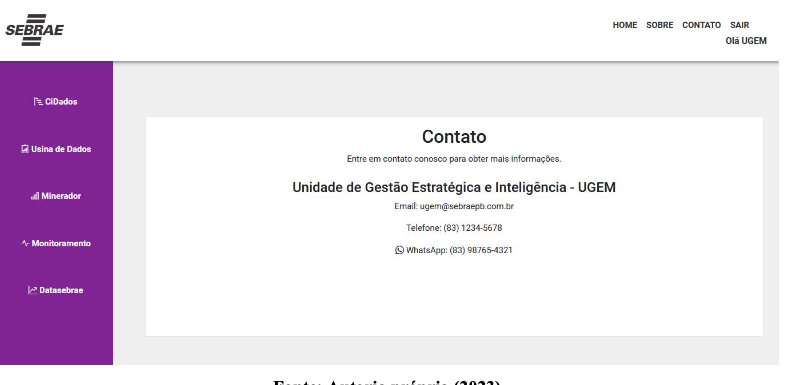 SEBRAE
HOME SOBRE CONTATO SAIR
Olá UGEM
CiDados
Usina de Dados
Minerador
Monitoramento
Datasebrae
Contato
Entre em contato conosco para obter mais informações.
Unidade de Gestão Estratégica e Inteligência - UGEM
Email: ugem@sebraepb.com.br
Telefone: (83) 1234-5678
WhatsApp: (83) 98765-4321
Fonte: Autoria própria (2023)